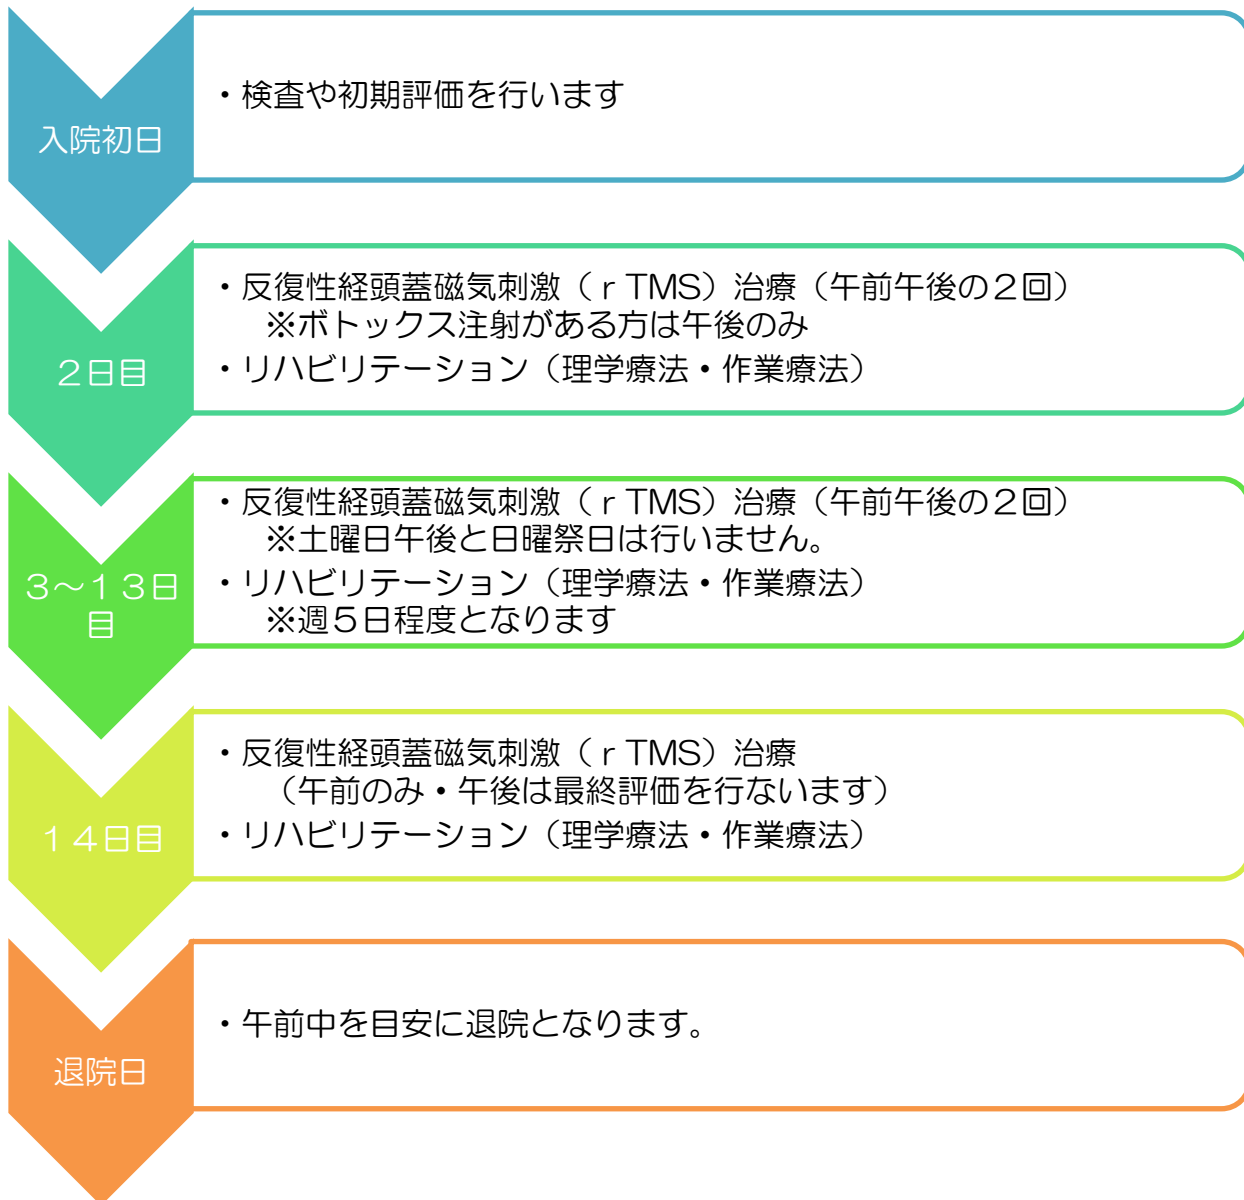 入院初日
・検査や初期評価を行います
２日目
・反復性経頭蓋磁気刺激（ｒTMS）治療（午前午後の２回）
※ボトックス注射がある方は午後のみ
・リハビリテーション（理学療法・作業療法）
３～１３日
目
・反復性経頭蓋磁気刺激（ｒTMS）治療（午前午後の２回）
※土曜日午後と日曜祭日は行いません。
・リハビリテーション（理学療法・作業療法）
※週５日程度となります
１４日目
・反復性経頭蓋磁気刺激（ｒTMS）治療
（午前のみ・午後は最終評価を行ないます）
・リハビリテーション（理学療法・作業療法）
退院日
・午前中を目安に退院となります。